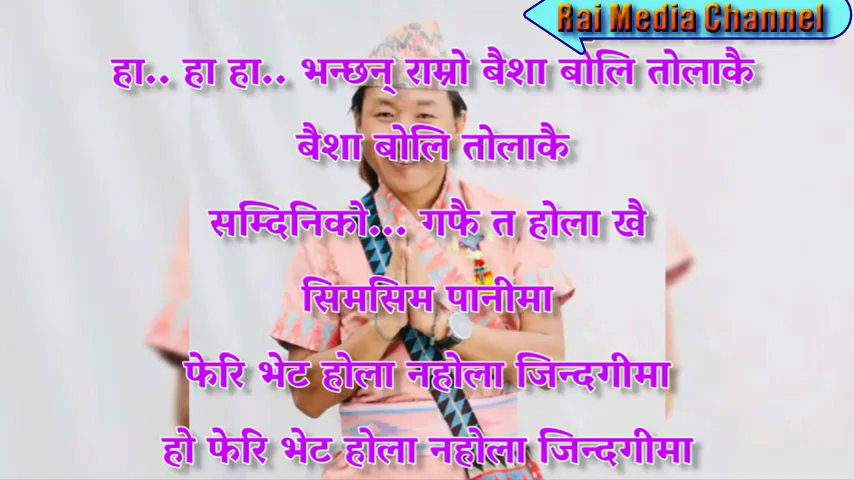 Rai Media Channel
हा.. हा हा.. भन्छन् राम्रो बैशा बोलि तोलाकै
बैशा बोलि तोलाकै
सम्दिनिको... गफै त होला खै
सिमसिम पानीमा
फेरि भेट होला नहोला जिन्दगीमा
हो फेरि भेट होला नहोला जिन्दगीमा